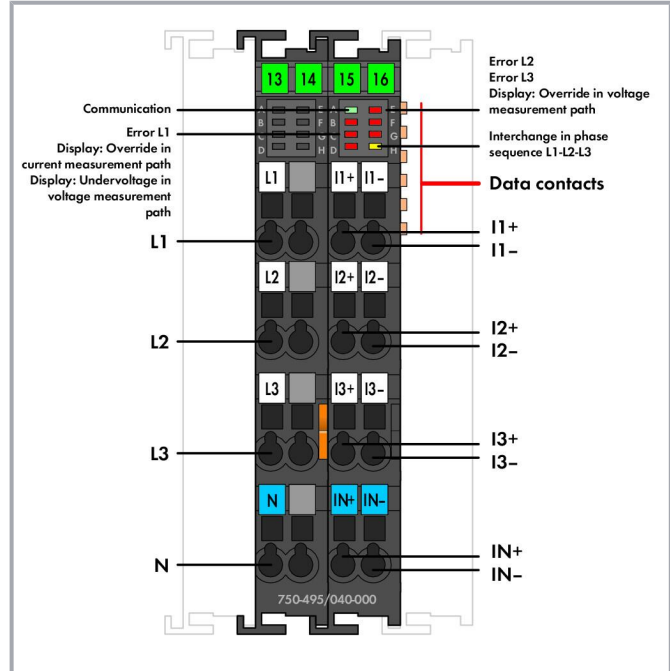 13 14 15 16
Communication
Error L1
Display: Override in
current measurement path
Display: Undervoltage in
voltage measurement
path
Error L2
Error L3
Display: Override in voltage
measurement path
Interchange in phase
sequence L1-L2-L3
Data contacts
A E A E
B F B F
C G C G
D H D H
L1 I1+ I1−
L1
I1+
I1−
L2 I2+ I2−
L2
I2+
I2−
L3 I3+ I3−
L3
I3+
I3−
N IN+ IN−
N
IN+
IN−
750-495/040-000